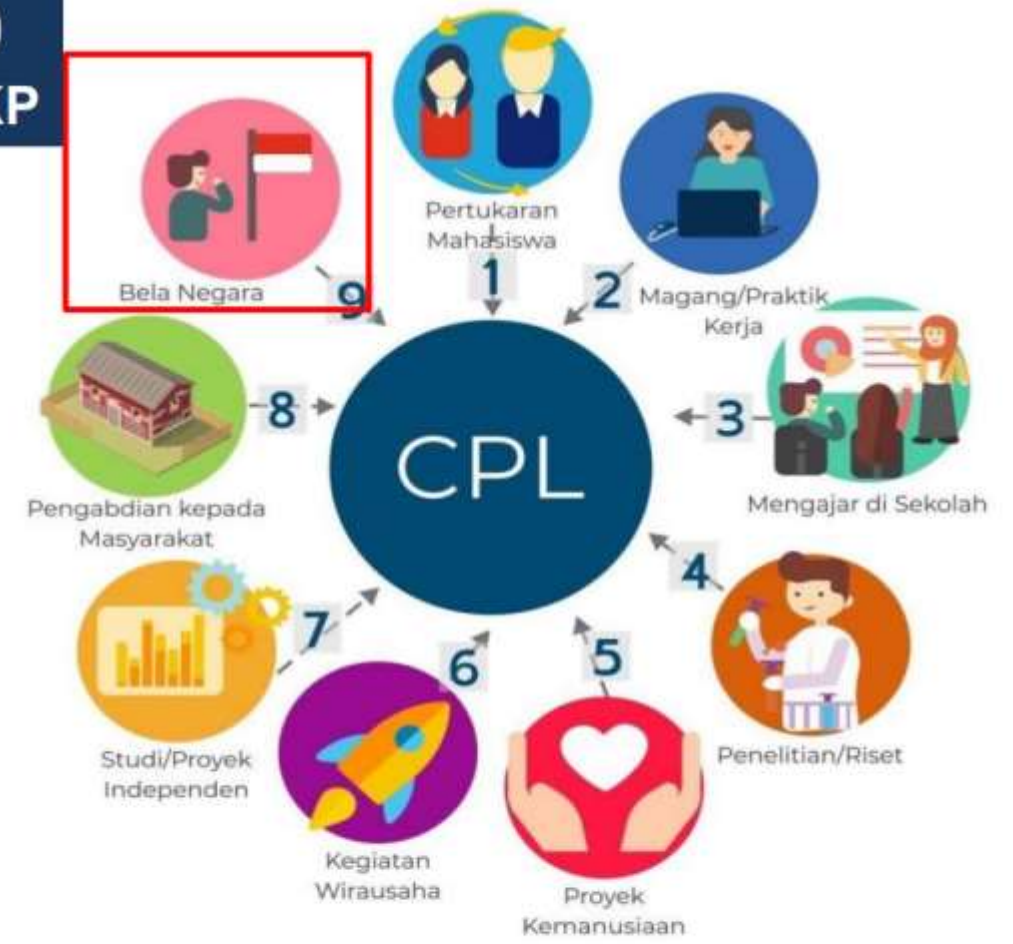 KP
Pertukaran
Mahasiswa
1
2
Magang/Praktik
Kerja
3
Mengajar di Sekolah
4
Penelitian/Riset
5
Proyek
Kemanusiaan
6
Kegiatan
Wirausaha
7
Studi/Proyek
Independen
8
Pengabdian kepada
Masyarakat
9
Bela Negara
CPL